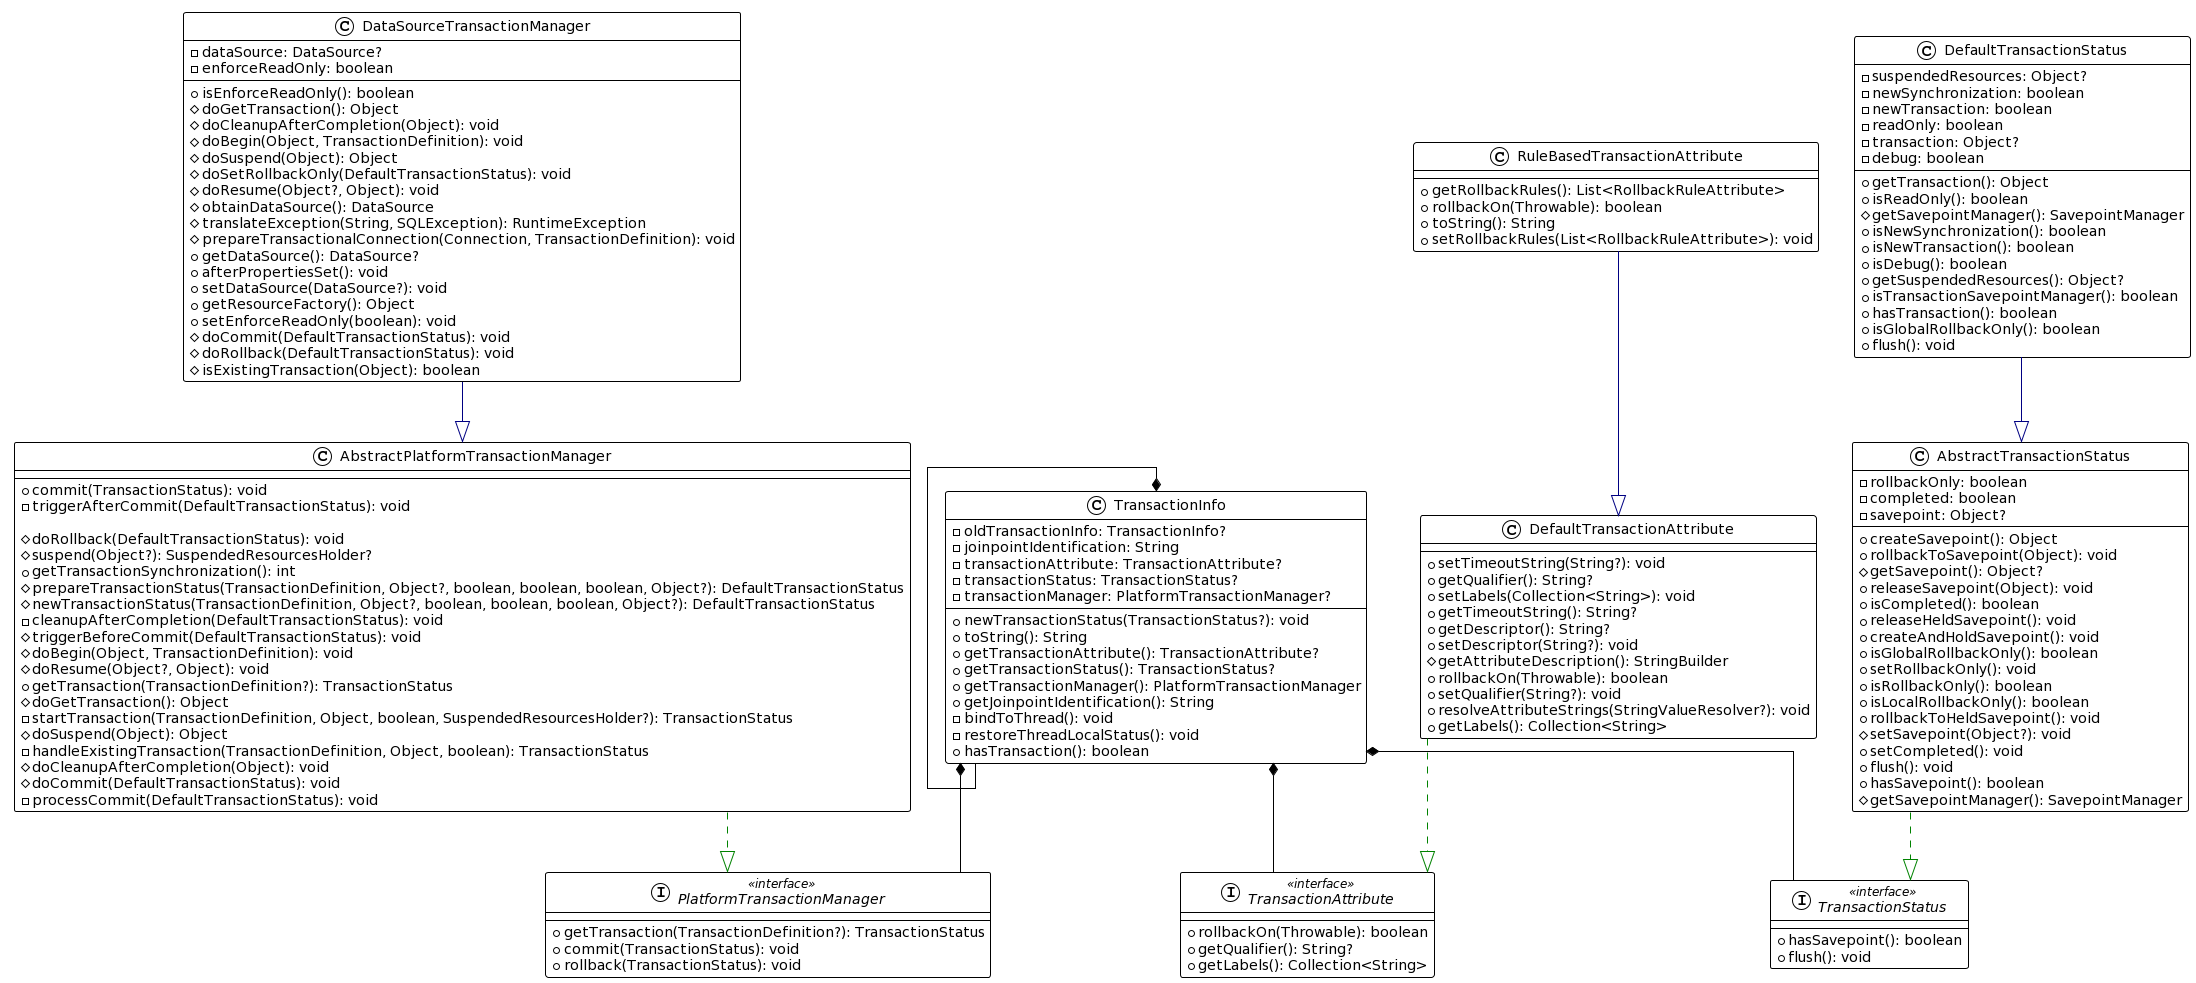 DataSourceTransactionManager
dataSource: DataSource?
enforceReadOnly: boolean
isEnforceReadOnly(): boolean
doGetTransaction(): Object
doCleanupAfterCompletion(Object): void
doBegin(Object, TransactionDefinition): void
doSuspend(Object): Object
doSetRollbackOnly(DefaultTransactionStatus): void
doResume(Object?, Object): void
obtainDataSource(): DataSource
translateException(String, SQLException): RuntimeException
prepareTransactionalConnection(Connection, TransactionDefinition): void
getDataSource(): DataSource?
afterPropertiesSet(): void
setDataSource(DataSource?): void
getResourceFactory(): Object
setEnforceReadOnly(boolean): void
doCommit(DefaultTransactionStatus): void
doRollback(DefaultTransactionStatus): void
isExistingTransaction(Object): boolean
RuleBasedTransactionAttribute
getRollbackRules(): List<RollbackRuleAttribute>
rollbackOn(Throwable): boolean
toString(): String
setRollbackRules(List<RollbackRuleAttribute>): void
DefaultTransactionStatus
suspendedResources: Object?
newSynchronization: boolean
newTransaction: boolean
readOnly: boolean
transaction: Object?
debug: boolean
getTransaction(): Object
isReadOnly(): boolean
getSavepointManager(): SavepointManager
isNewSynchronization(): boolean
isNewTransaction(): boolean
isDebug(): boolean
getSuspendedResources(): Object?
isTransactionSavepointManager(): boolean
hasTransaction(): boolean
isGlobalRollbackOnly(): boolean
flush(): void
AbstractPlatformTransactionManager
commit(TransactionStatus): void
triggerAfterCommit(DefaultTransactionStatus): void
doRollback(DefaultTransactionStatus): void
suspend(Object?): SuspendedResourcesHolder?
getTransactionSynchronization(): int
prepareTransactionStatus(TransactionDefinition, Object?, boolean, boolean, boolean, Object?): DefaultTransactionStatus
newTransactionStatus(TransactionDefinition, Object?, boolean, boolean, boolean, Object?): DefaultTransactionStatus
cleanupAfterCompletion(DefaultTransactionStatus): void
triggerBeforeCommit(DefaultTransactionStatus): void
doBegin(Object, TransactionDefinition): void
doResume(Object?, Object): void
getTransaction(TransactionDefinition?): TransactionStatus
doGetTransaction(): Object
startTransaction(TransactionDefinition, Object, boolean, SuspendedResourcesHolder?): TransactionStatus
doSuspend(Object): Object
handleExistingTransaction(TransactionDefinition, Object, boolean): TransactionStatus
doCleanupAfterCompletion(Object): void
doCommit(DefaultTransactionStatus): void
processCommit(DefaultTransactionStatus): void
TransactionInfo
oldTransactionInfo: TransactionInfo?
joinpointIdentification: String
transactionAttribute: TransactionAttribute?
transactionStatus: TransactionStatus?
transactionManager: PlatformTransactionManager?
newTransactionStatus(TransactionStatus?): void
toString(): String
getTransactionAttribute(): TransactionAttribute?
getTransactionStatus(): TransactionStatus?
getTransactionManager(): PlatformTransactionManager
getJoinpointIdentification(): String
bindToThread(): void
restoreThreadLocalStatus(): void
hasTransaction(): boolean
DefaultTransactionAttribute
setTimeoutString(String?): void
getQualifier(): String?
setLabels(Collection<String>): void
getTimeoutString(): String?
getDescriptor(): String?
setDescriptor(String?): void
getAttributeDescription(): StringBuilder
rollbackOn(Throwable): boolean
setQualifier(String?): void
resolveAttributeStrings(StringValueResolver?): void
getLabels(): Collection<String>
AbstractTransactionStatus
rollbackOnly: boolean
completed: boolean
savepoint: Object?
createSavepoint(): Object
rollbackToSavepoint(Object): void
getSavepoint(): Object?
releaseSavepoint(Object): void
isCompleted(): boolean
releaseHeldSavepoint(): void
createAndHoldSavepoint(): void
isGlobalRollbackOnly(): boolean
setRollbackOnly(): void
isRollbackOnly(): boolean
isLocalRollbackOnly(): boolean
rollbackToHeldSavepoint(): void
setSavepoint(Object?): void
setCompleted(): void
flush(): void
hasSavepoint(): boolean
getSavepointManager(): SavepointManager
«interface»
PlatformTransactionManager
getTransaction(TransactionDefinition?): TransactionStatus
commit(TransactionStatus): void
rollback(TransactionStatus): void
«interface»
TransactionAttribute
rollbackOn(Throwable): boolean
getQualifier(): String?
getLabels(): Collection<String>
«interface»
TransactionStatus
hasSavepoint(): boolean
flush(): void